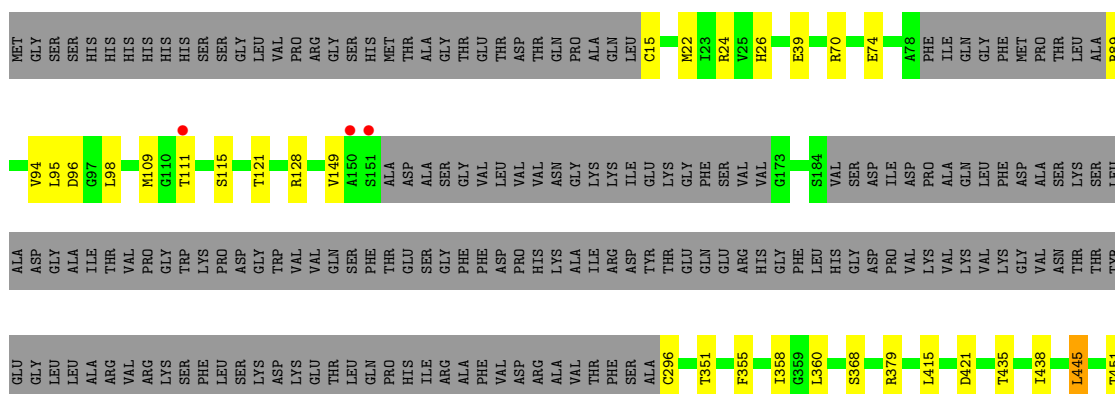 MET GLY SER SER HIS HIS HIS HIS HIS HIS SER SER GLY LEU VAL PRO ARG GLY SER HIS MET THR ALA GLY THR GLU THR ASP THR THR GLN PRO ALA GLN LEU C15 M22 I23 R24 V25 H26 E39 R70 E74 A78 PHE ILE GLN GLY PHE MET PRO THR LEU ALA R89
V94 L95 D96 G97 L98 M109 G110 T111 S115 T121 R128 V149 A150 S151 ALA ASP ALA SER GLY VAL LEU VAL VAL ASN GLY LYS LYS ILE GLU LYS GLY PHE SER VAL VAL G173 S184 VAL SER ASP ILE ASP PRO ALA GLN LEU PHE ASP ALA SER LYS SER LEU
ALA ASP GLY ALA ILE THR VAL PRO GLY TRP LYS PRO ASP GLY TRP VAL VAL GLN SER PHE THR GLU SER GLY PHE PHE ASP PRO HIS LYS ALA ILE ARG ASP TYR THR GLU GLN GLU ARG HIS GLY PHE LEU HIS GLY ASP PRO VAL LYS VAL LYS VAL LYS GLY VAL ASN THR THR TYR
GLU GLY LEU LEU ALA ARG VAL ARG LYS SER PHE LEU SER LYS ASP LYS GLU THR LEU GLN PRO HIS ILE ARG ALA PHE VAL ASP ARG ALA VAL THR PHE SER ALA C296 T351 F355 I358 G359 L360 S368 R379 L415 D421 T435 I438 L445 T451